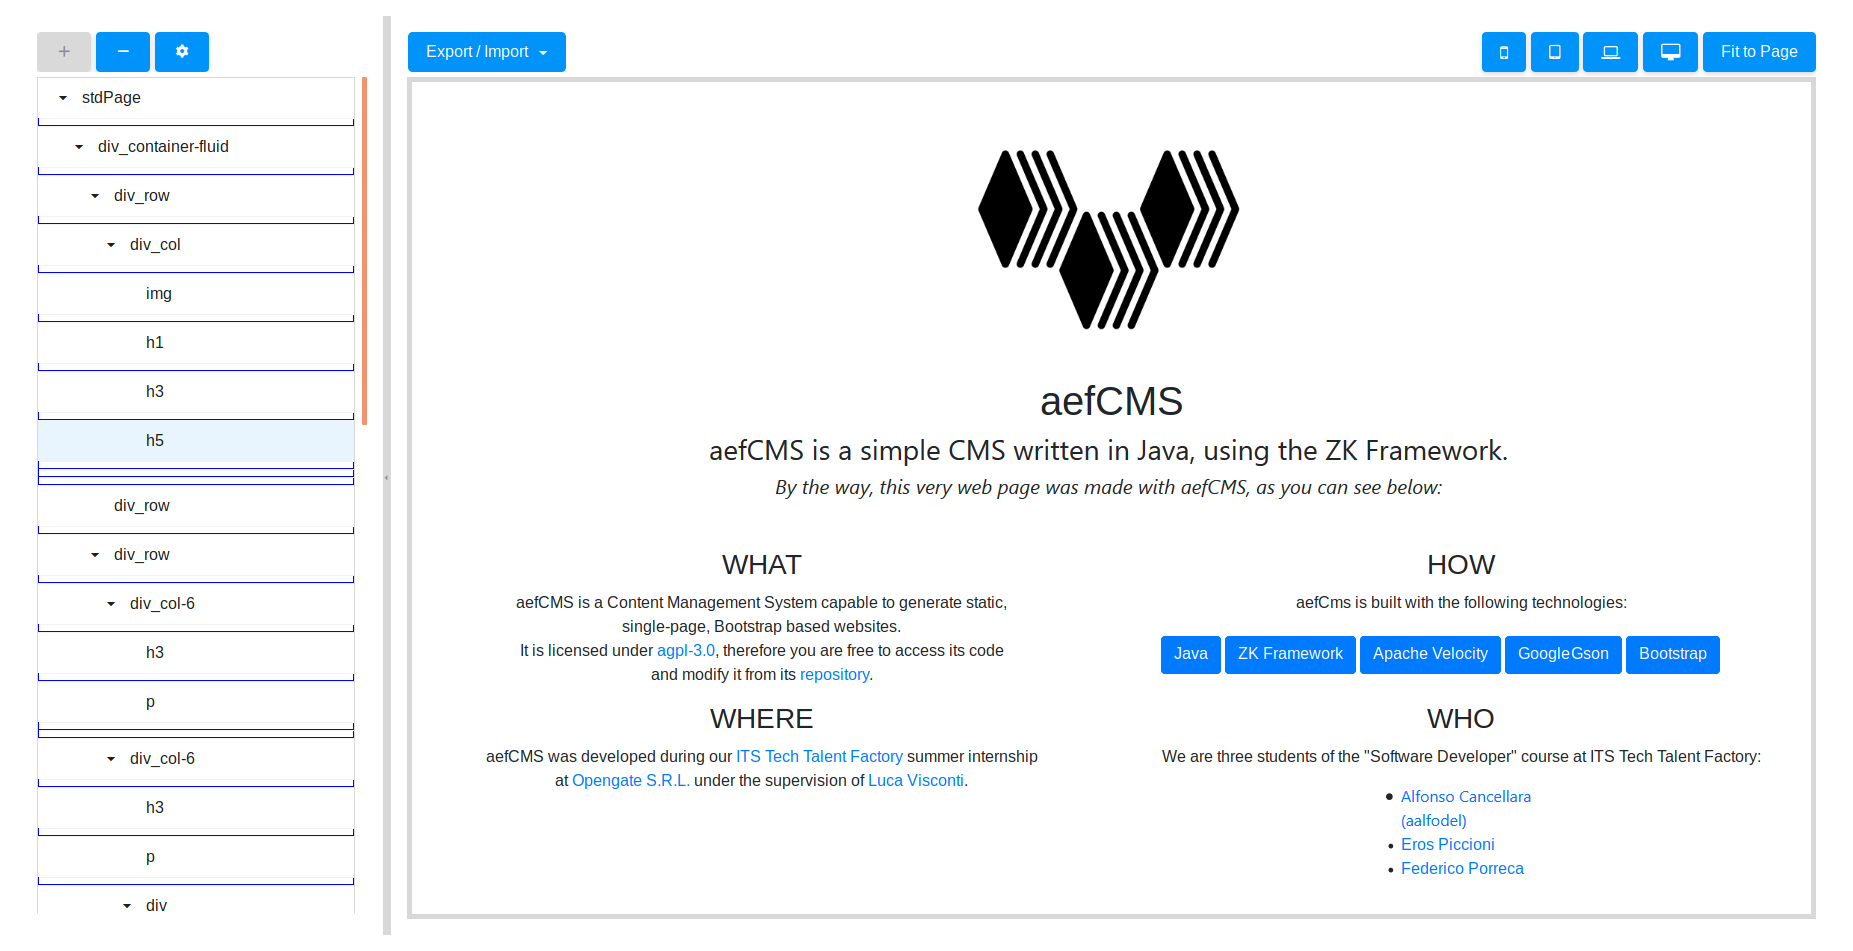 Export / Import
Fit to Page
stdPage
div_container-fluid
div_row
div_col
img
h1
h3
h5
div_row
div_row
div_col-6
h3
p
div_col-6
h3
p
div
aefCMS
aefCMS is a simple CMS written in Java, using the ZK Framework.
By the way, this very web page was made with aefCMS, as you can see below:
WHAT
aefCMS is a Content Management System capable to generate static,
single-page, Bootstrap based websites.
It is licensed under agpl-3.0, therefore you are free to access its code
and modify it from its repository.
HOW
aefCms is built with the following technologies:
Java ZK Framework Apache Velocity GoogleGson Bootstrap
WHERE
aefCMS was developed during our ITS Tech Talent Factory summer internship
at Opengate S.R.L. under the supervision of Luca Visconti.
WHO
We are three students of the "Software Developer" course at ITS Tech Talent Factory:
Alfonso Cancellara
(aalfodel)
Eros Piccioni
Federico Porreca